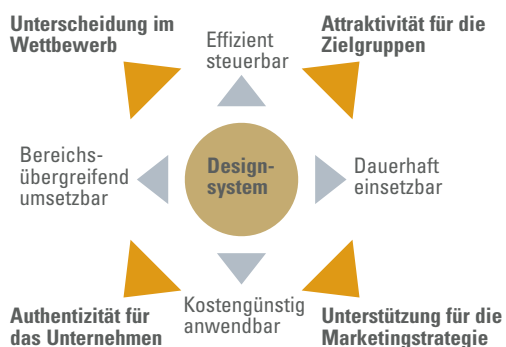 Unterscheidung im
Wettbewerb
Effizient
steuerbar
Attraktivität für die
Zielgruppen
Bereichs-
übergreifend
umsetzbar
Design-
system
Dauerhaft
einsetzbar
Authentizität für
das Unternehmen
Kostengünstig
anwendbar
Unterstützung für die
Marketingstrategie